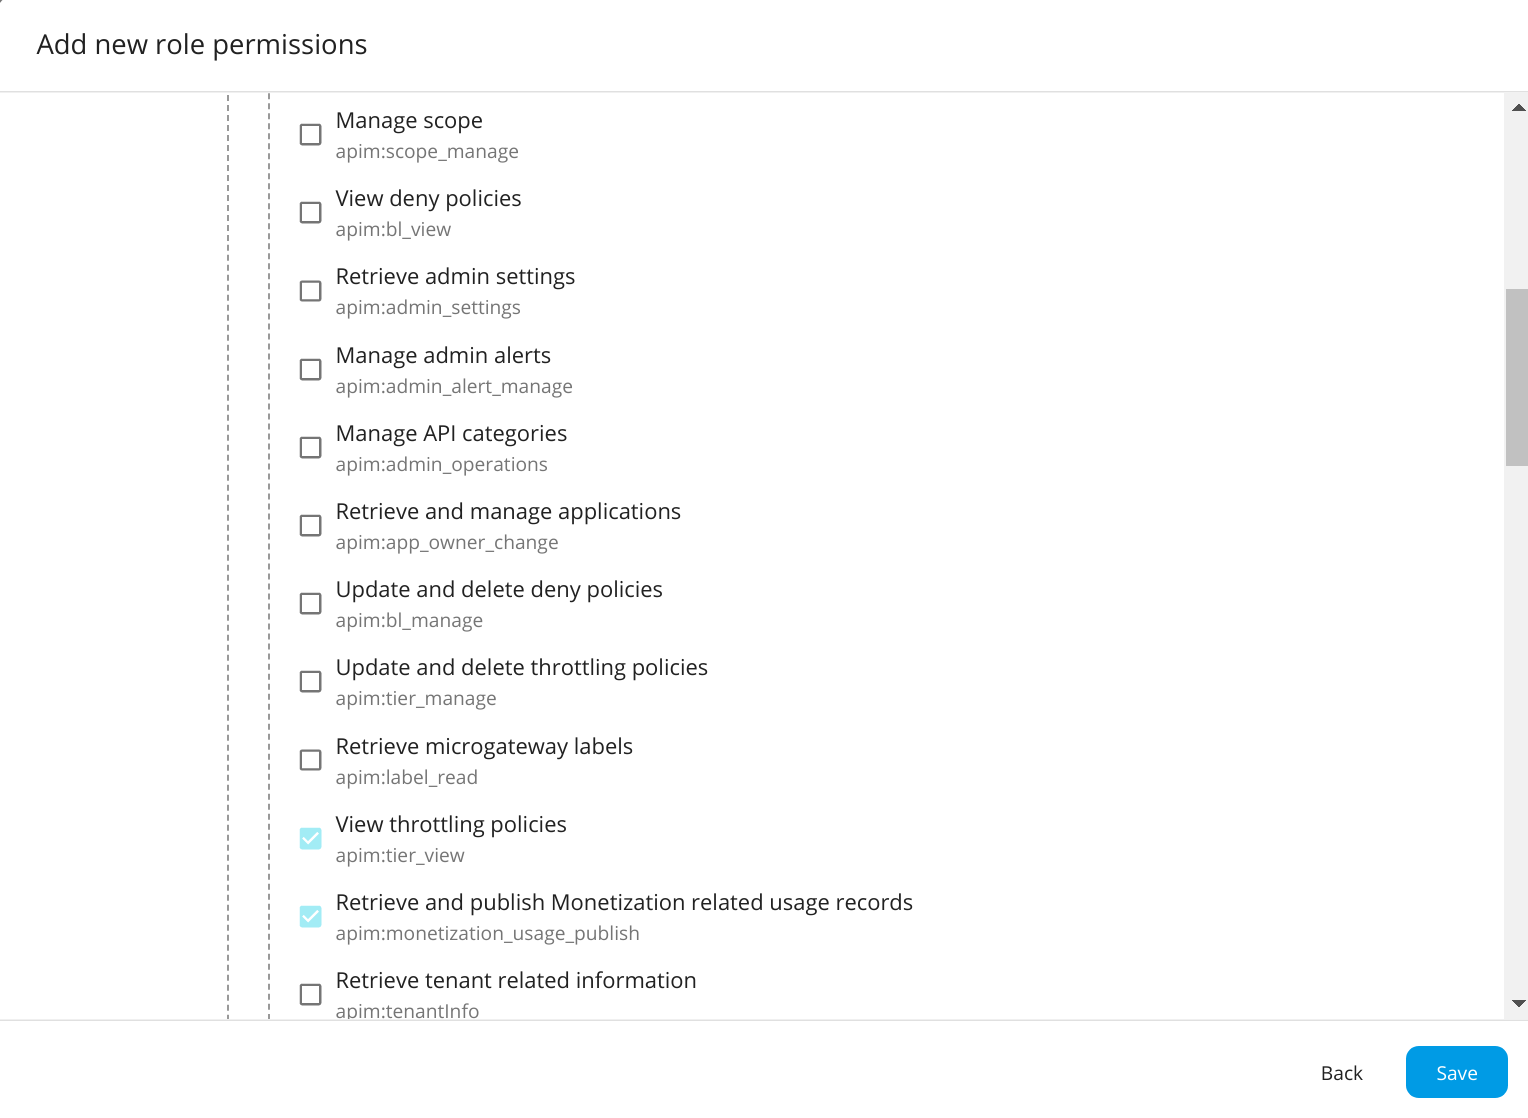 Add new role permissions
Manage scope
apim:scope_manage
View deny policies
apim:bl_view
Retrieve admin settings
apim:admin_settings
Manage admin alerts
apim:admin_alert_manage
Manage API categories
apim:admin_operations
Retrieve and manage applications
apim:app_owner_change
Update and delete deny policies
apim:bl_manage
Update and delete throttling policies
apim:tier_manage
Retrieve microgateway labels
apim:label_read
View throttling policies
apim:tier_view
Retrieve and publish Monetization related usage records
apim:monetization_usage_publish
Retrieve tenant related information
apim:tenantInfo
Back
Save